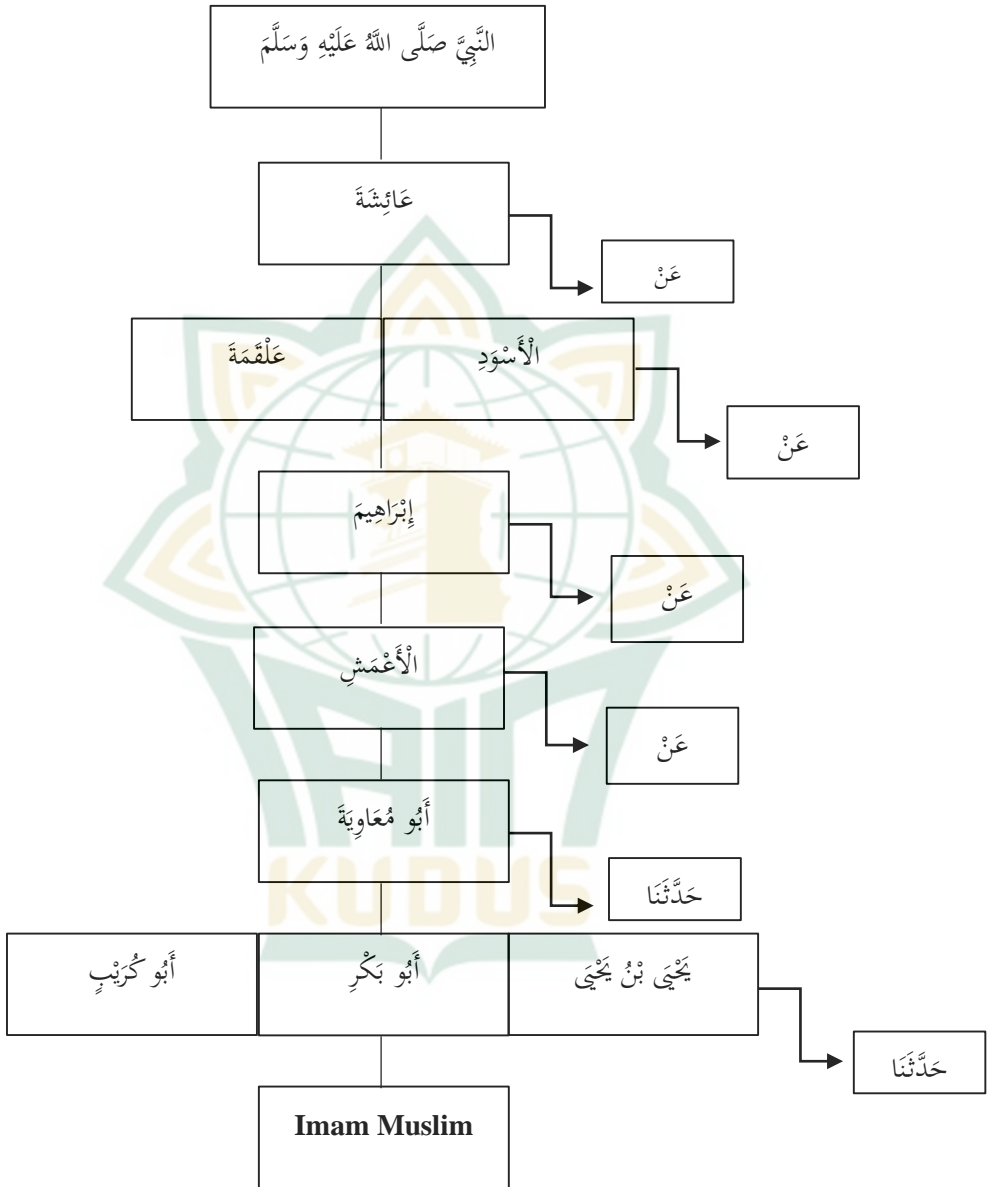 النَّبِيَّ صَلَّى اللَّهُ عَلَيْهِ وَسَلَّمَ
عَائِشَةَ
عَنْ
الْأَسْوَدِ
عَلْقَمَةَ
عَنْ
إِبْرَاهِيمَ
عَنْ
الْأَعْمَشِ
عَنْ
أَبُو مُعَاوِيَةَ
حَدَّثَنَا
يَحْيَى بْنُ يَحْيَى
أَبُو بَكْرِ
أَبُو كُرَيْبٍ
حَدَّثَنَا
Imam Muslim
KUDUS